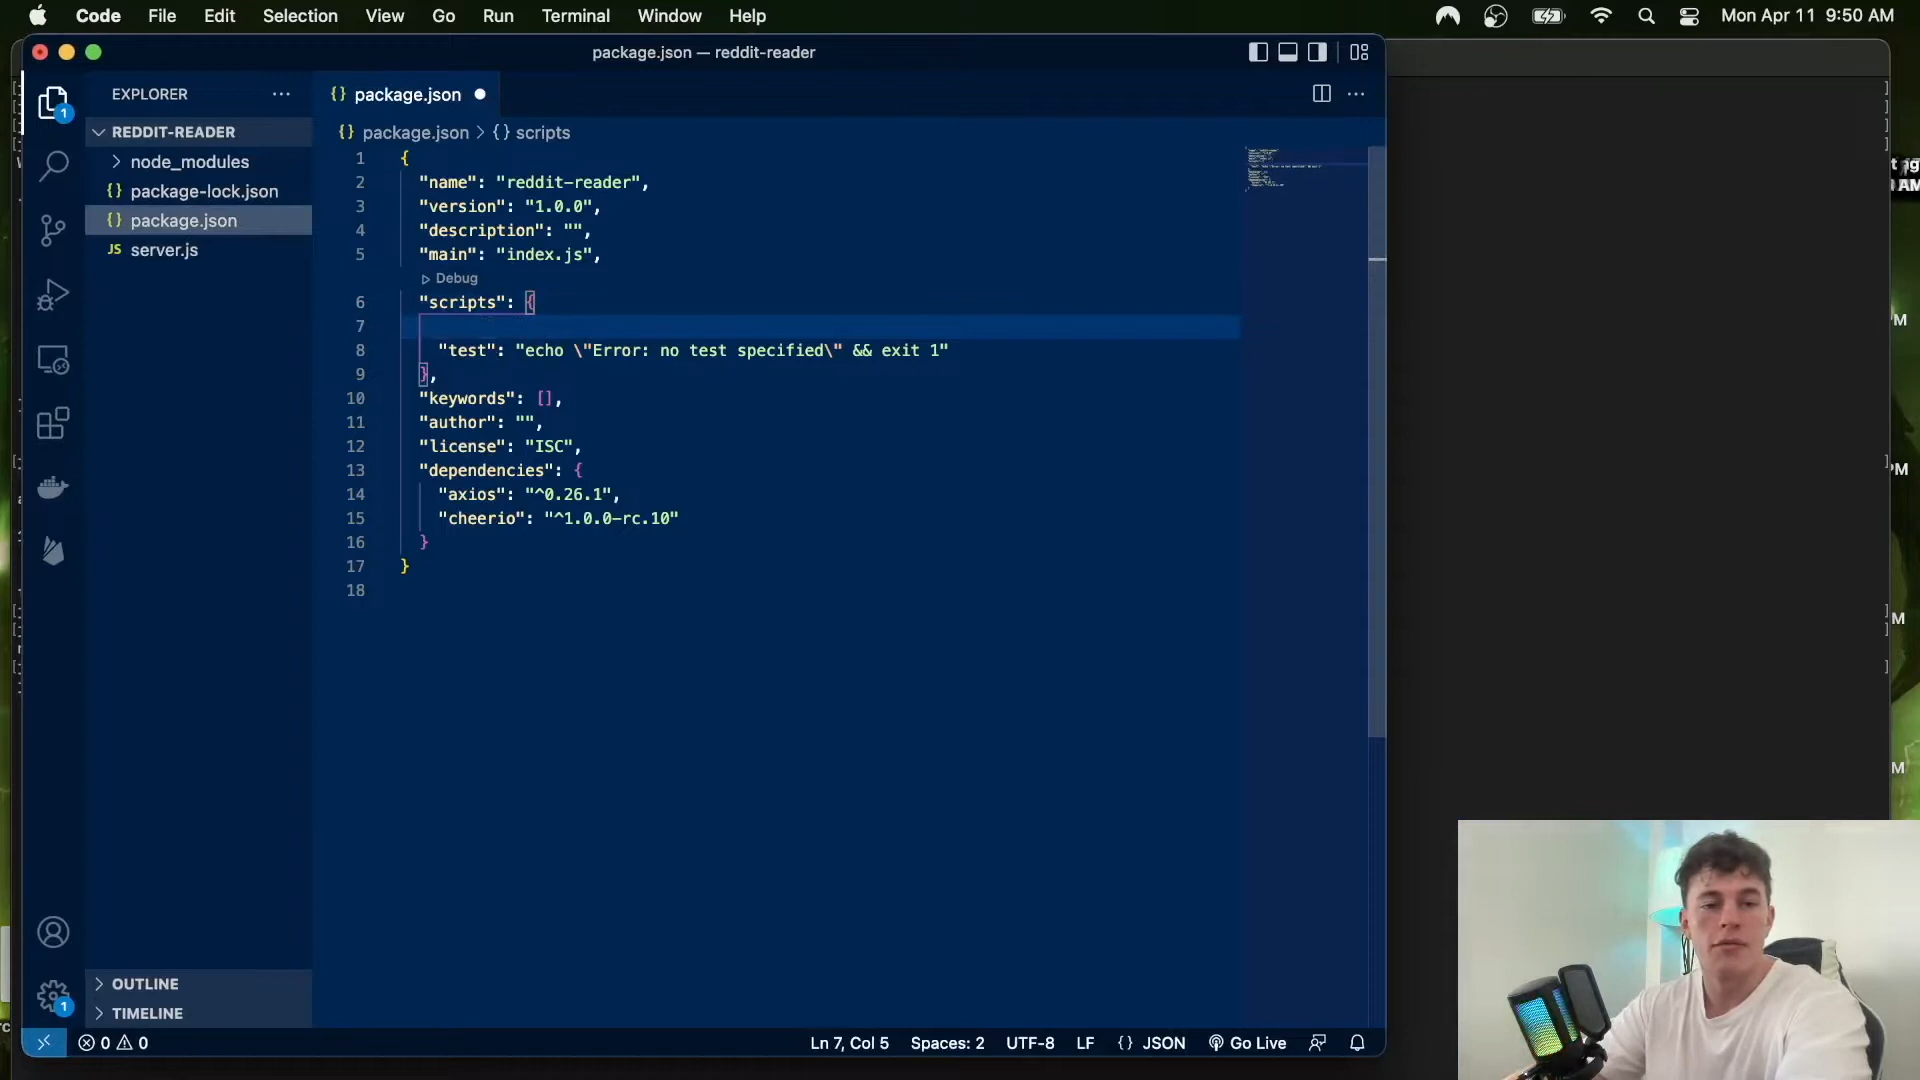 Code File Edit Selection View Go Run Terminal Window Help
Mon Apr 11 9:50 AM
package.json — reddit-reader
EXPLORER
REDDIT-READER
node_modules
{} package-lock.json
{} package.json
JS server.js
OUTLINE
TIMELINE
1
1
{} package.json
{} package.json > {} scripts
1 {
2 "name": "reddit-reader",
3 "version": "1.0.0",
4 "description": "",
5 "main": "index.js",
Debug
6 "scripts": {
7
8 "test": "echo \"Error: no test specified\" && exit 1"
9 },
10 "keywords": [],
11 "author": "",
12 "license": "ISC",
13 "dependencies": {
14 "axios": "^0.26.1",
15 "cheerio": "^1.0.0-rc.10"
16 }
17 }
18
0 0
Ln 7, Col 5 Spaces: 2 UTF-8 LF {} JSON Go Live